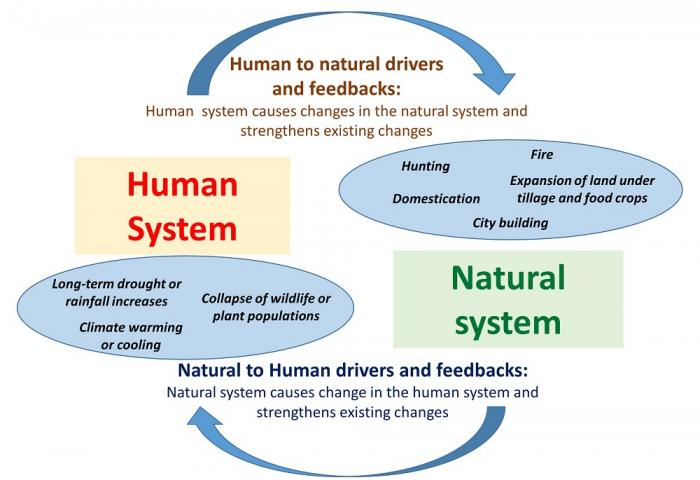 Human to natural drivers
and feedbacks:
Human system causes changes in the natural system and
strengthens existing changes
Human
System
Hunting
Fire
Domestication
Expansion of land under
tillage and food crops
City building
Long-term drought or
rainfall increases
Collapse of wildlife or
plant populations
Climate warming
or cooling
Natural
system
Natural to Human drivers and feedbacks:
Natural system causes change in the human system and
strengthens existing changes